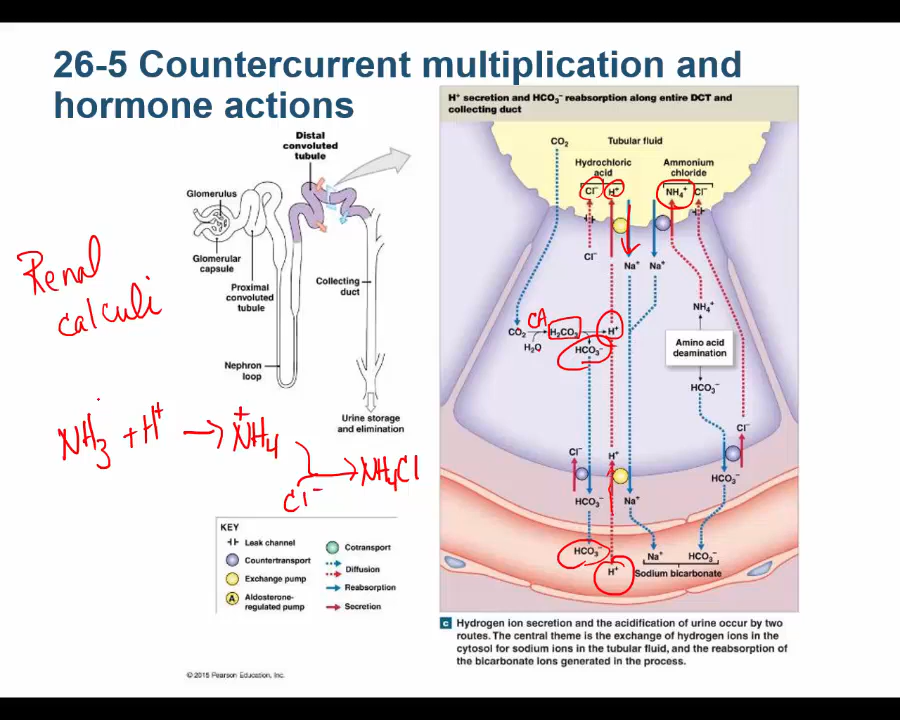 26-5 Countercurrent multiplication and
hormone actions
Distal
convoluted
tubule
Glomerulus
Glomerular
capsule
Proximal
convoluted
tubule
Collecting
duct
Nephron
loop
Urine storage
and elimination
Renal
calculi
NH3 + H+ → +NH4
Cl-
NH4Cl
KEY
Leak channel
Countertransport
Exchange pump
A
Aldosterone-
regulated pump
Cotransport
Diffusion
Reabsorption
Secretion
© 2015 Pearson Education, Inc.
H+ secretion and HCO3- reabsorption along entire DCT and
collecting duct
CO2
Tubular fluid
Hydrochloric
acid
Ammonium
chloride
Cl- H+
NH4+ Cl-
Cl-
Na+ Na+
NH4+
CA
CO2 H2CO3 H+
H2O HCO3-
Amino acid
deamination
HCO3-
Cl- H+ Cl-
HCO3- Na+ HCO3-
HCO3- Na+ HCO3-
H+ Sodium bicarbonate
c Hydrogen ion secretion and the acidification of urine occur by two
routes. The central theme is the exchange of hydrogen ions in the
cytosol for sodium ions in the tubular fluid, and the reabsorption of
the bicarbonate ions generated in the process.